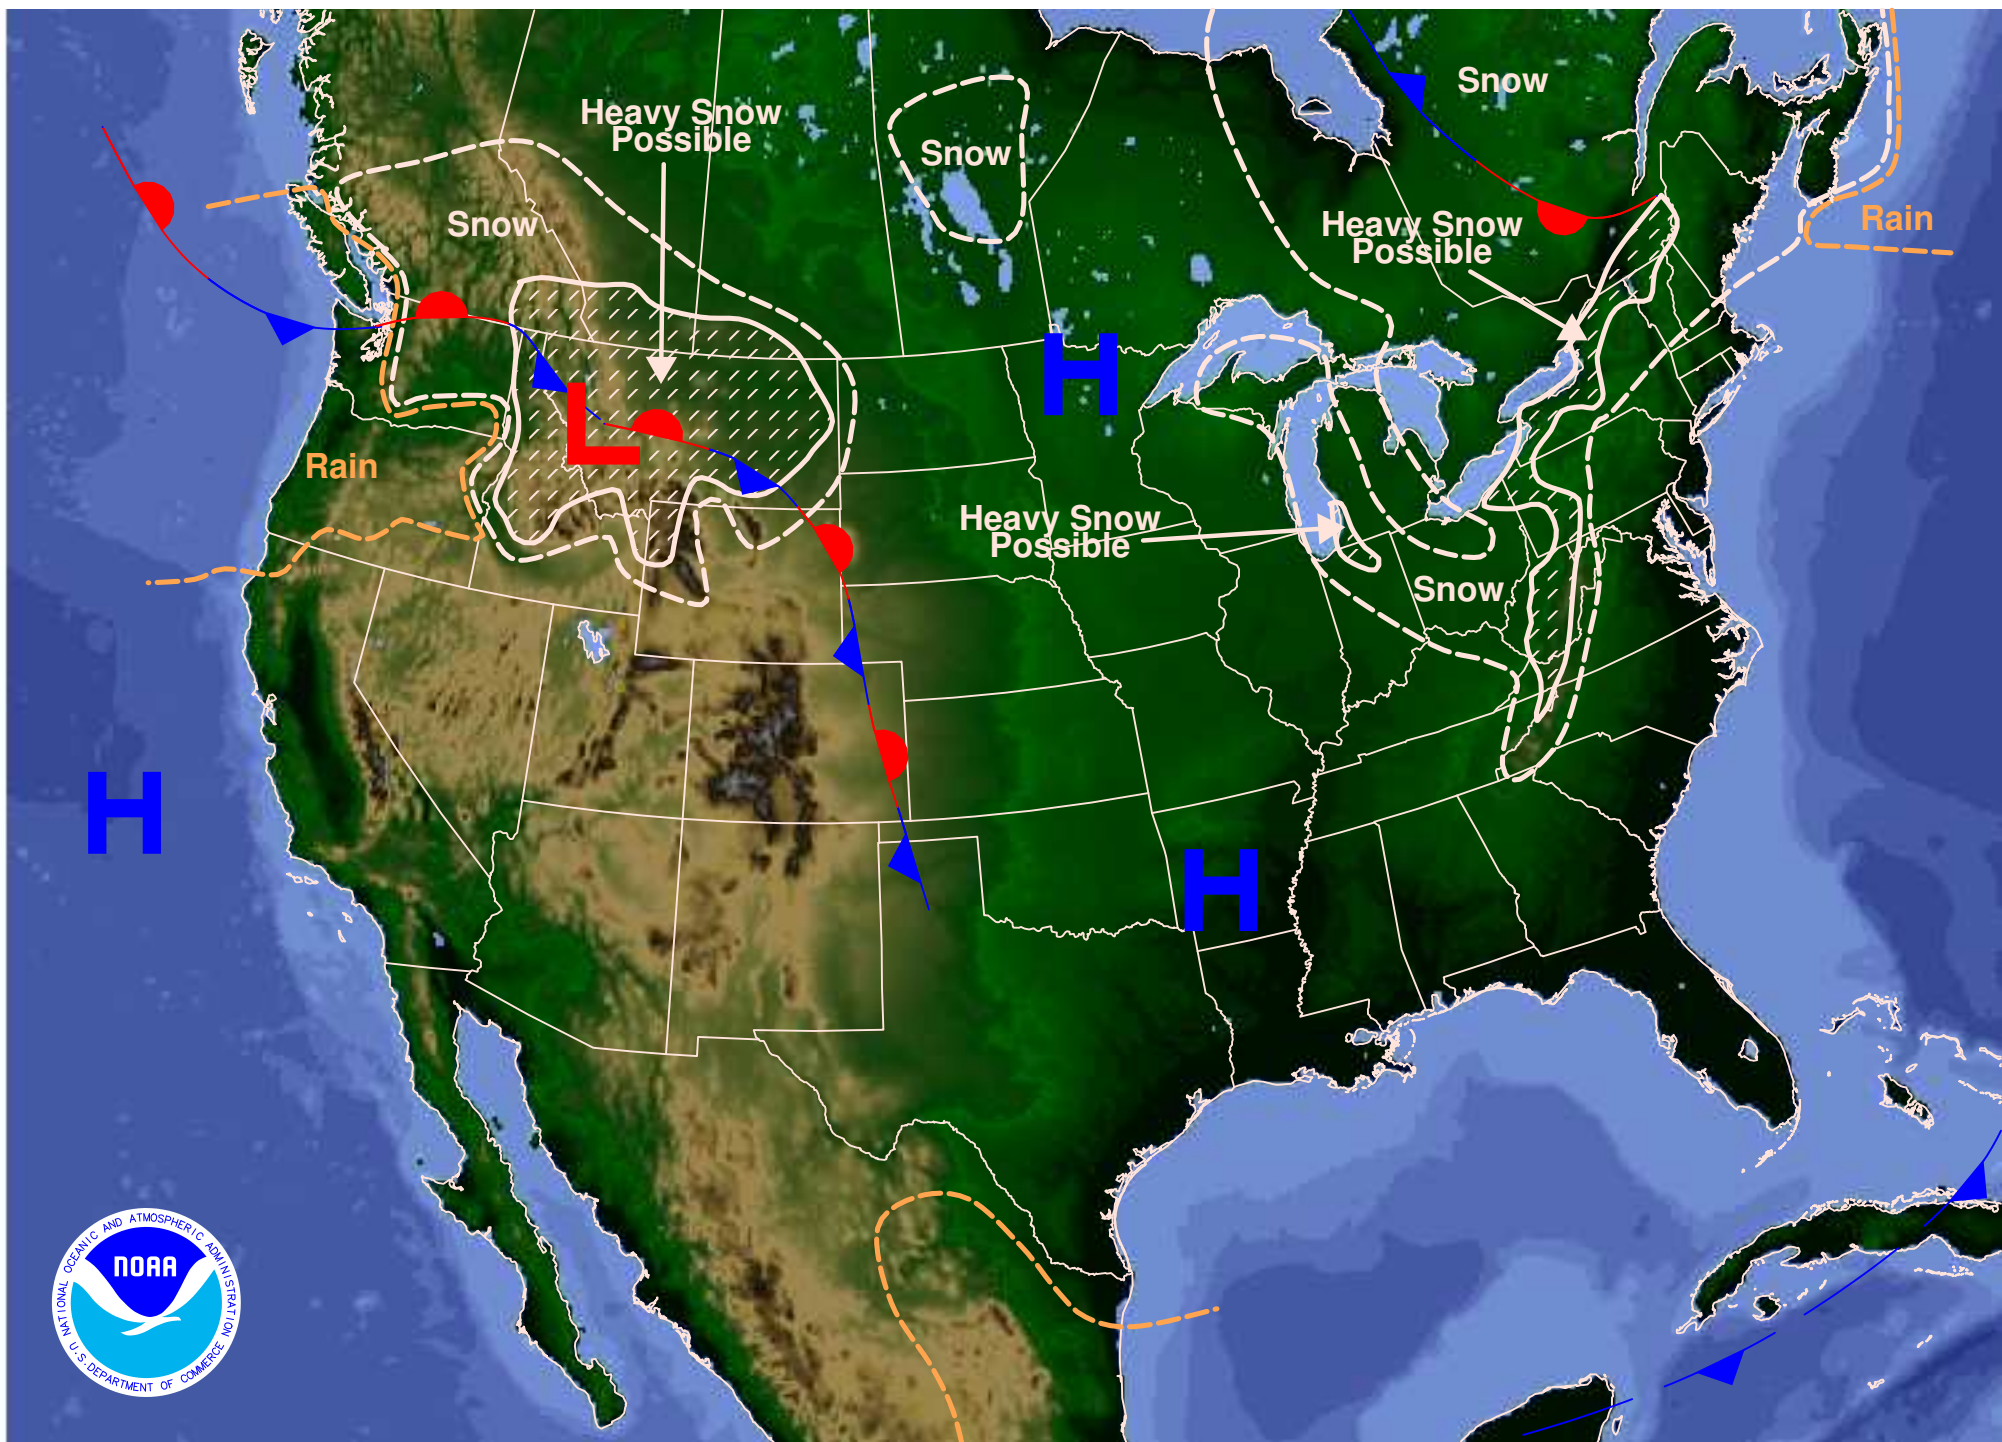 Snow
Heavy Snow
Possible
Snow
Snow
Heavy Snow
Possible
Rain
H
L
Rain
Heavy Snow
Possible
Snow
H
H
NATIONAL OCEANIC AND ATMOSPHERIC ADMINISTRATION
NOAA
U.S. DEPARTMENT OF COMMERCE